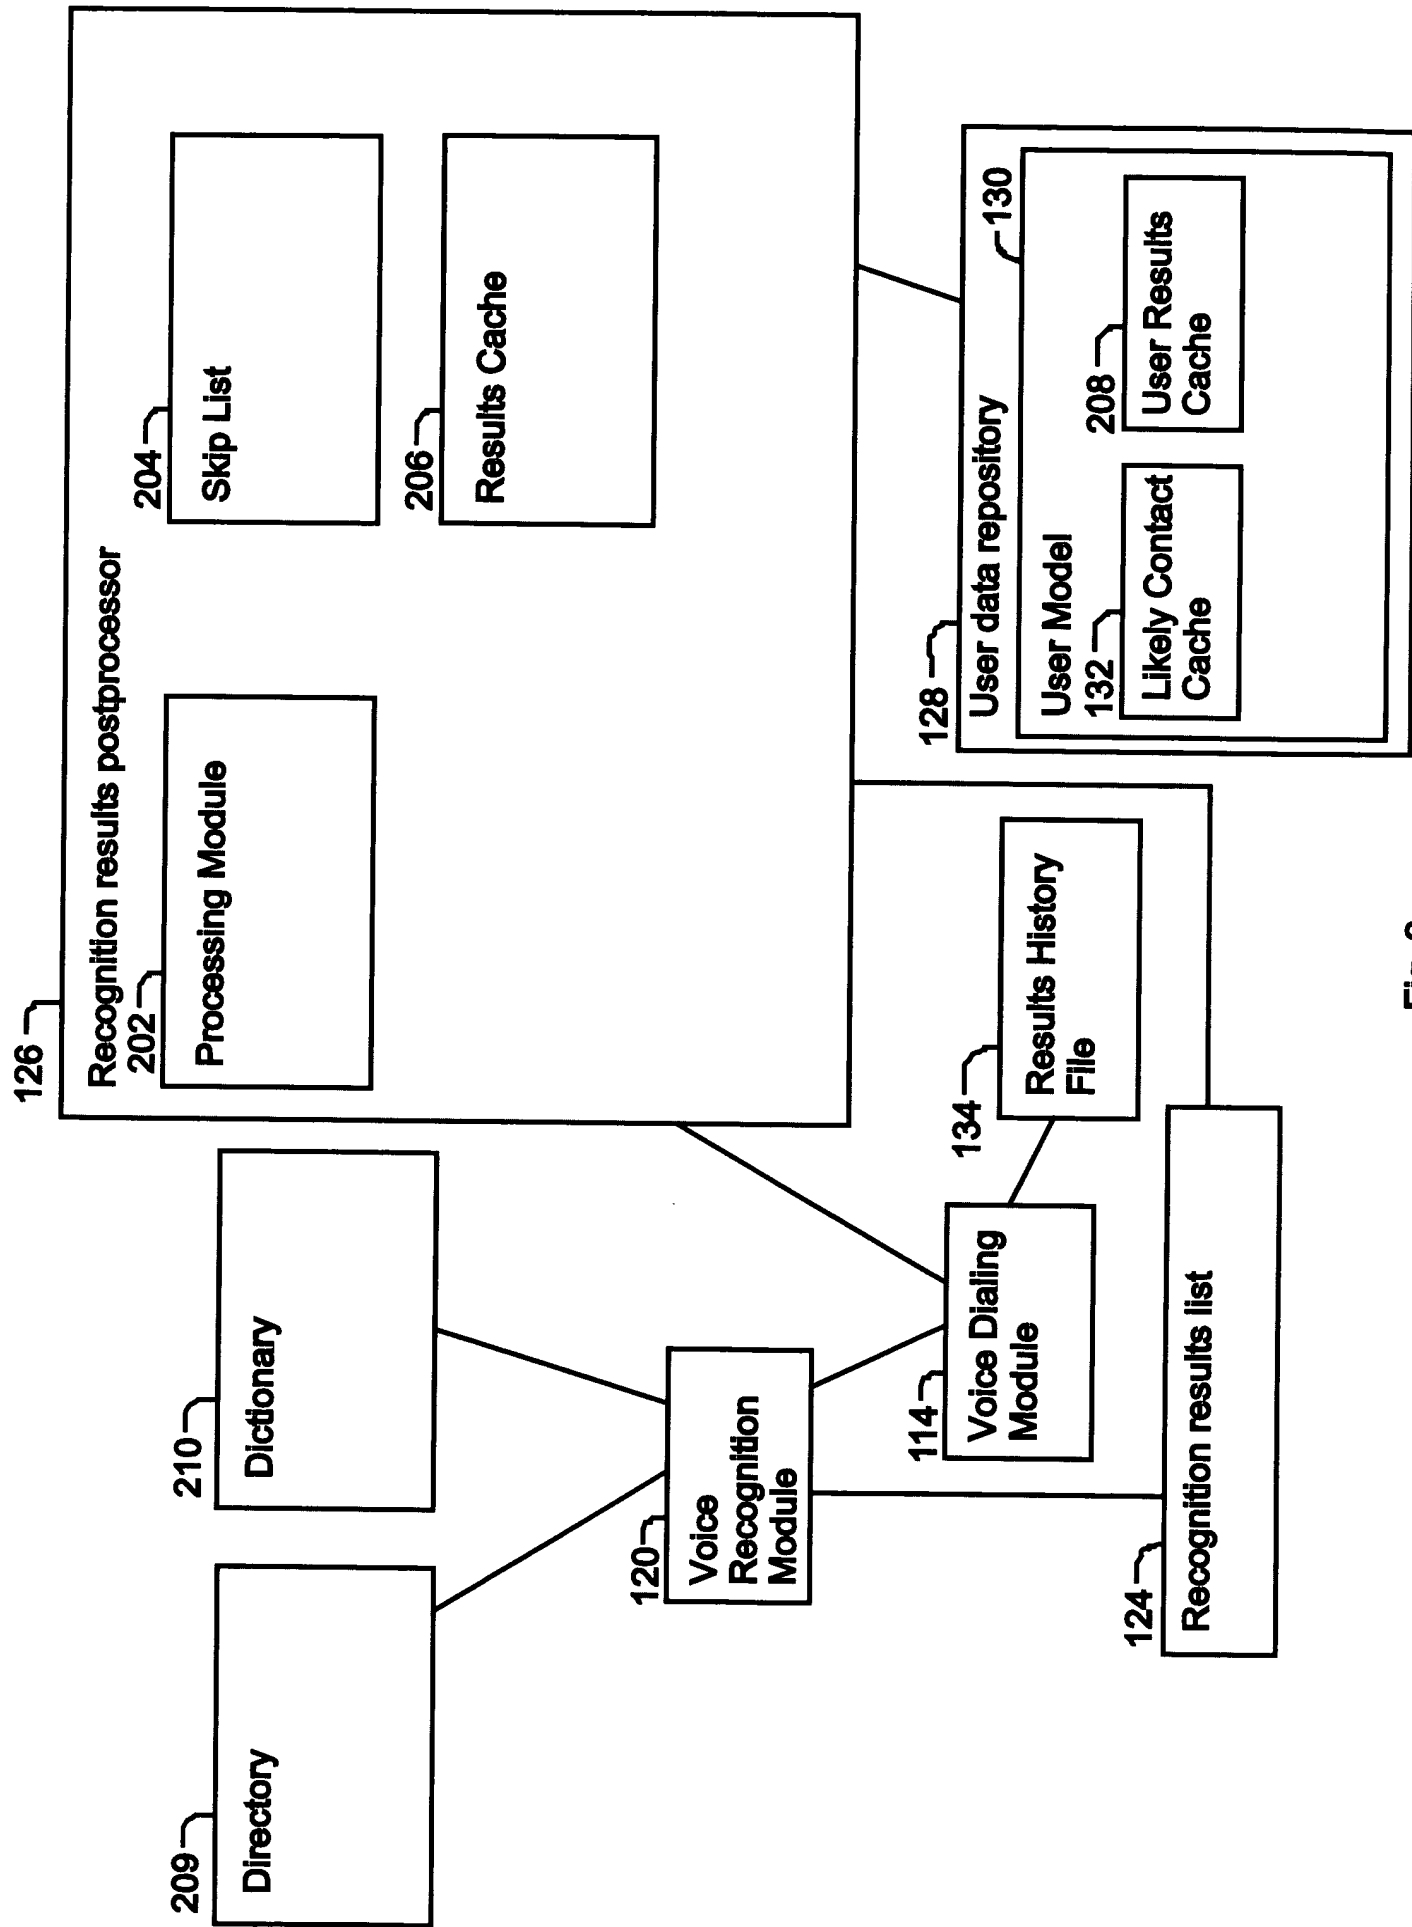 126
Recognition results postprocessor
202
Processing Module
204
Skip List
206
Results Cache
209
Directory
210
Dictionary
120
Voice
Recognition
Module
114
Voice Dialing
Module
134
Results History
File
124
Recognition results list
128
User data repository
130
User Model
132
Likely Contact
Cache
208
User Results
Cache